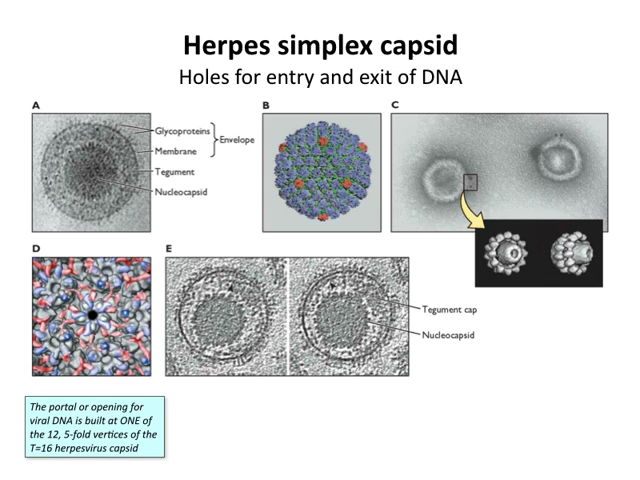 Herpes simplex capsid
Holes for entry and exit of DNA
A
Glycoproteins
Envelope
Membrane
Tegument
Nucleocapsid
B
C
D
E
Tegument cap
Nucleocapsid
The portal or opening for
viral DNA is built at ONE of
the 12, 5-fold vertices of the
T=16 herpesvirus capsid